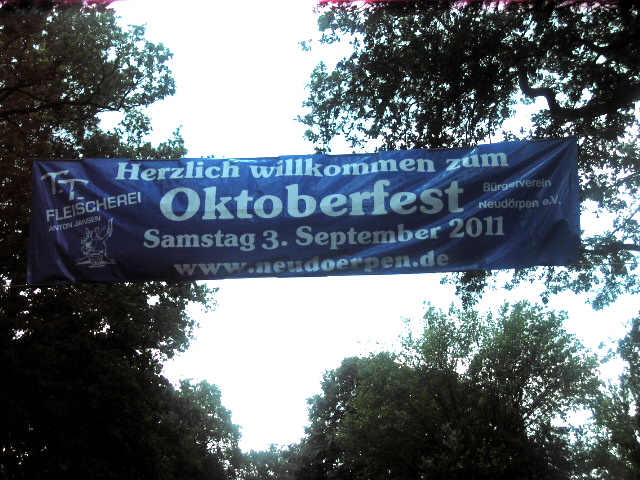 Herzlich willkommen zum
Oktoberfest
Samstag 3. September 2011
www.neudoerpen.de
FLEISCHEREI
ANTON JANSEN
Bürgerverein
Neudörpen e.V.